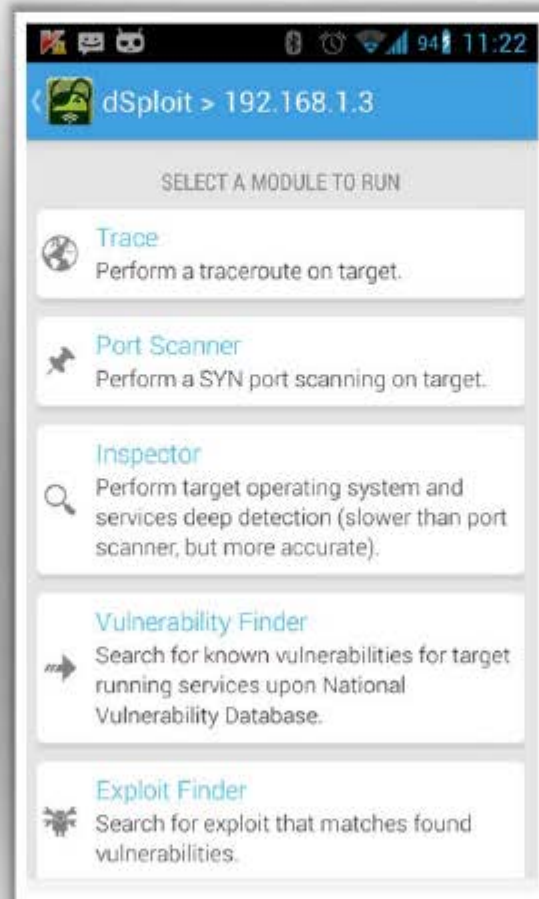 94 11:22
dSploit > 192.168.1.3
SELECT A MODULE TO RUN
Trace
Perform a traceroute on target.
Port Scanner
Perform a SYN port scanning on target.
Inspector
Perform target operating system and
services deep detection (slower than port
scanner, but more accurate).
Vulnerability Finder
Search for known vulnerabilities for target
running services upon National
Vulnerability Database.
Exploit Finder
Search for exploit that matches found
vulnerabilities.